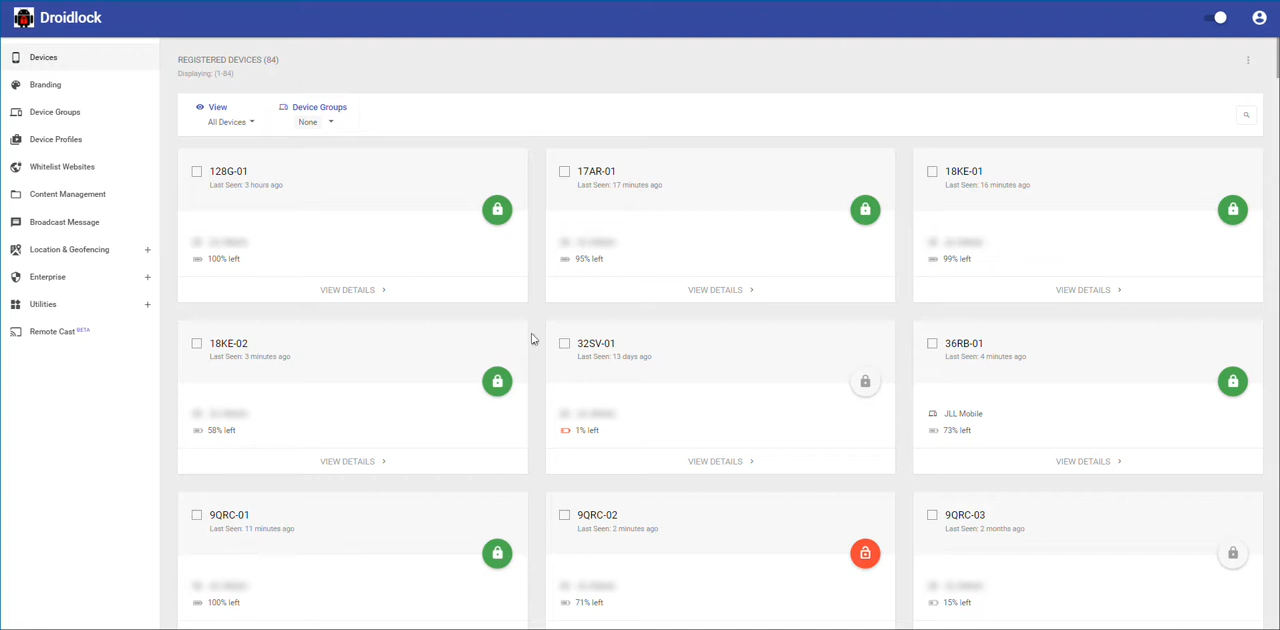 Droidlock
Devices
Branding
Device Groups
Device Profiles
Whitelist Websites
Content Management
Broadcast Message
Location & Geofencing +
Enterprise +
Utilities +
Remote Cast BETA
REGISTERED DEVICES (84)
Displaying: (1-84)
View
All Devices
Device Groups
None
128G-01
Last Seen: 3 hours ago
100% left
VIEW DETAILS
17AR-01
Last Seen: 17 minutes ago
95% left
VIEW DETAILS
18KE-01
Last Seen: 16 minutes ago
99% left
VIEW DETAILS
18KE-02
Last Seen: 3 minutes ago
58% left
VIEW DETAILS
32SV-01
Last Seen: 13 days ago
1% left
VIEW DETAILS
36RB-01
Last Seen: 4 minutes ago
JLL Mobile
73% left
VIEW DETAILS
9QRC-01
Last Seen: 11 minutes ago
100% left
9QRC-02
Last Seen: 2 minutes ago
71% left
9QRC-03
Last Seen: 2 months ago
15% left